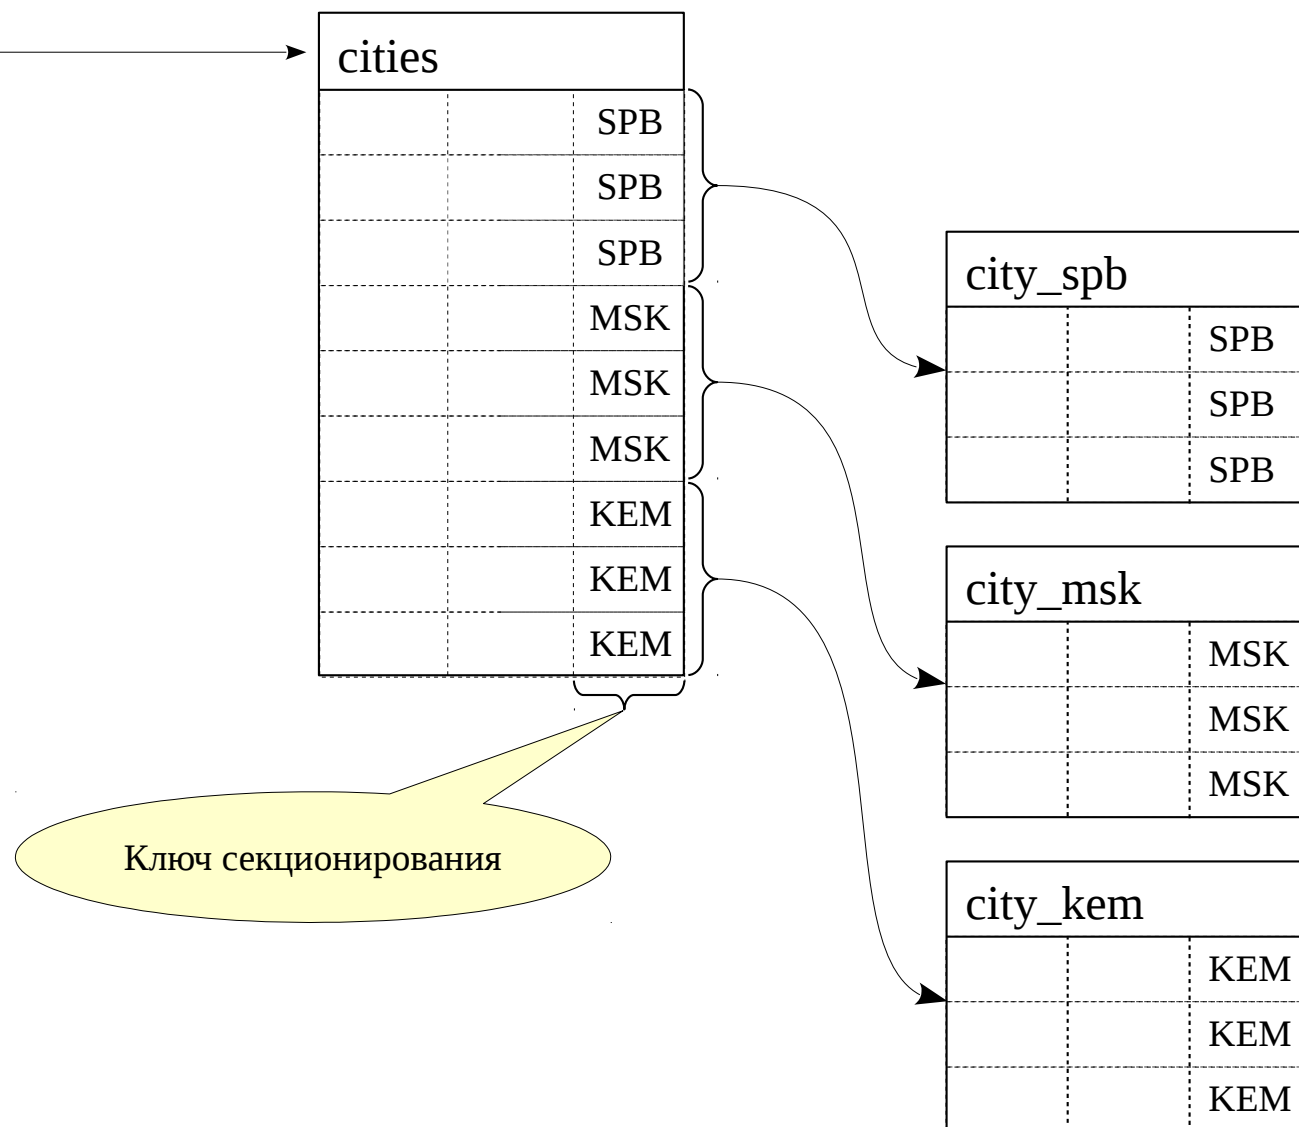 cities
SPB
SPB
SPB
MSK
MSK
MSK
KEM
KEM
KEM
Ключ секционирования
city_spb
SPB
SPB
SPB
city_msk
MSK
MSK
MSK
city_kem
KEM
KEM
KEM